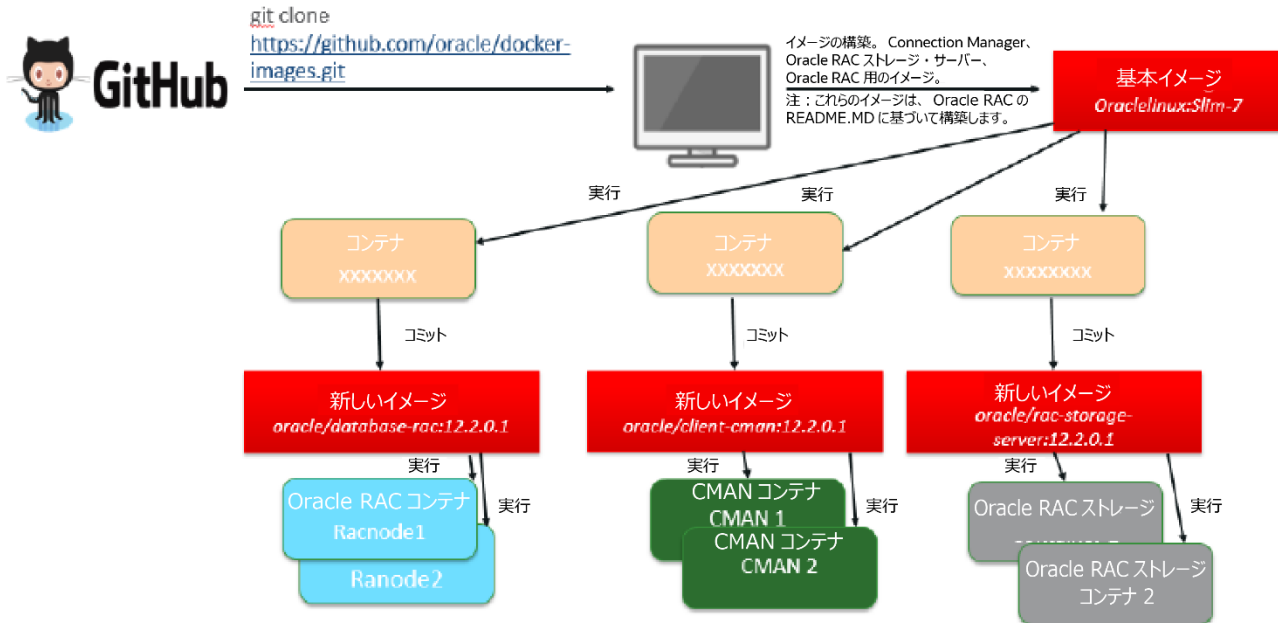 git clone
https://github.com/oracle/docker-
images.git
GitHub
イメージの構築。 Connection Manager、
Oracle RAC ストレージ・サーバー、
Oracle RAC 用のイメージ。
注：これらのイメージは、 Oracle RAC の
README.MD に基づいて構築します。
基本イメージ
Oraclelinux:Slim-7
実行
実行
実行
コンテナ
XXXXXXX
コンテナ
XXXXXXX
コンテナ
XXXXXXXX
コミット
コミット
コミット
新しいイメージ
oracle/database-rac:12.2.0.1
新しいイメージ
oracle/client-cman:12.2.0.1
新しいイメージ
oracle/rac-storage-
server:12.2.0.1
実行
実行
実行
Oracle RAC コンテナ
Racnode1
実行
Ranode2
CMAN コンテナ
CMAN 1
実行
CMAN コンテナ
CMAN 2
Oracle RAC ストレージ
実行
Oracle RAC ストレージ
コンテナ 2